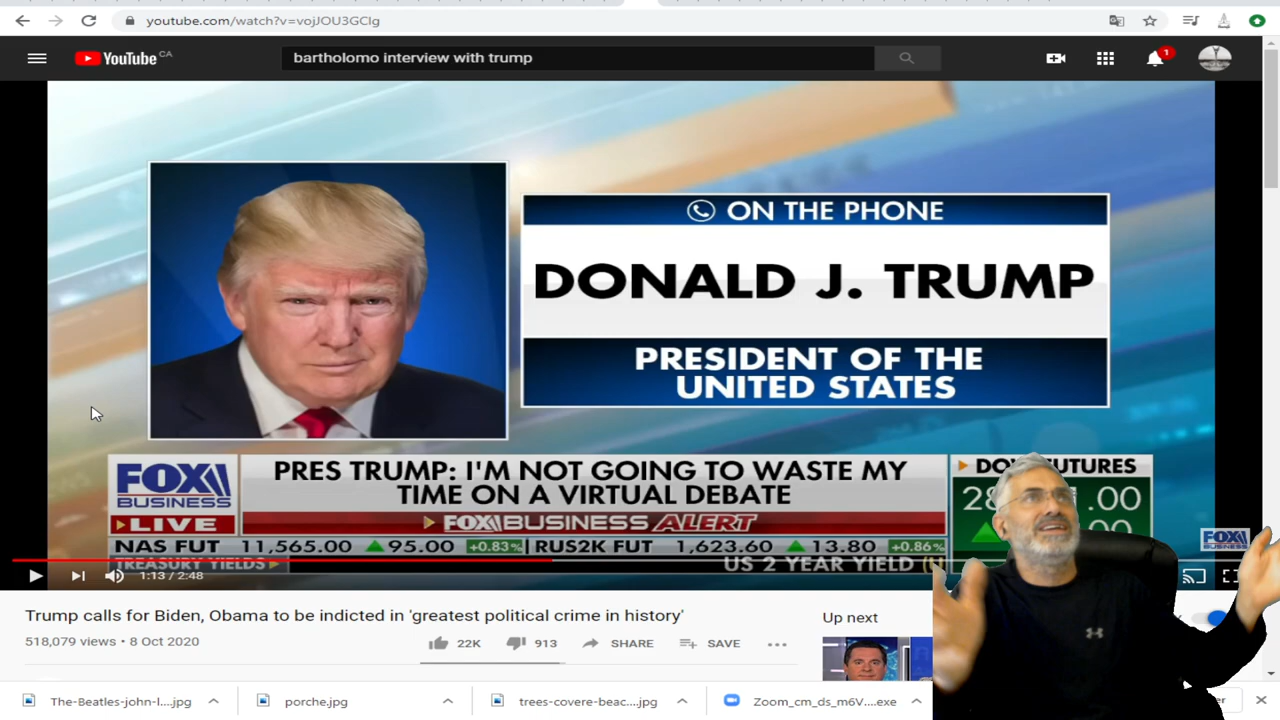 youtube.com/watch?v=vojJOU3GCIg
YouTube CA
bartholomo interview with trump
1
ON THE PHONE
DONALD J. TRUMP
PRESIDENT OF THE
UNITED STATES
FOX
BUSINESS
LIVE
PRES TRUMP: I'M NOT GOING TO WASTE MY
TIME ON A VIRTUAL DEBATE
FOX BUSINESS ALERT
NAS FUT 11,565.00 95.00 +0.83% RUS2K FUT 1,623.60 13.80 +0.86%
TREASURY YIELDS
US 2 YEAR YIELD
FOX
BUSINESS
1:13 / 2:48
Trump calls for Biden, Obama to be indicted in 'greatest political crime in history'
518,079 views • 8 Oct 2020
22K 913 SHARE SAVE
Up next
The-Beatles-john-l....jpg
porche.jpg
trees-covere-beac....jpg
Zoom_cm_ds_m6V....exe